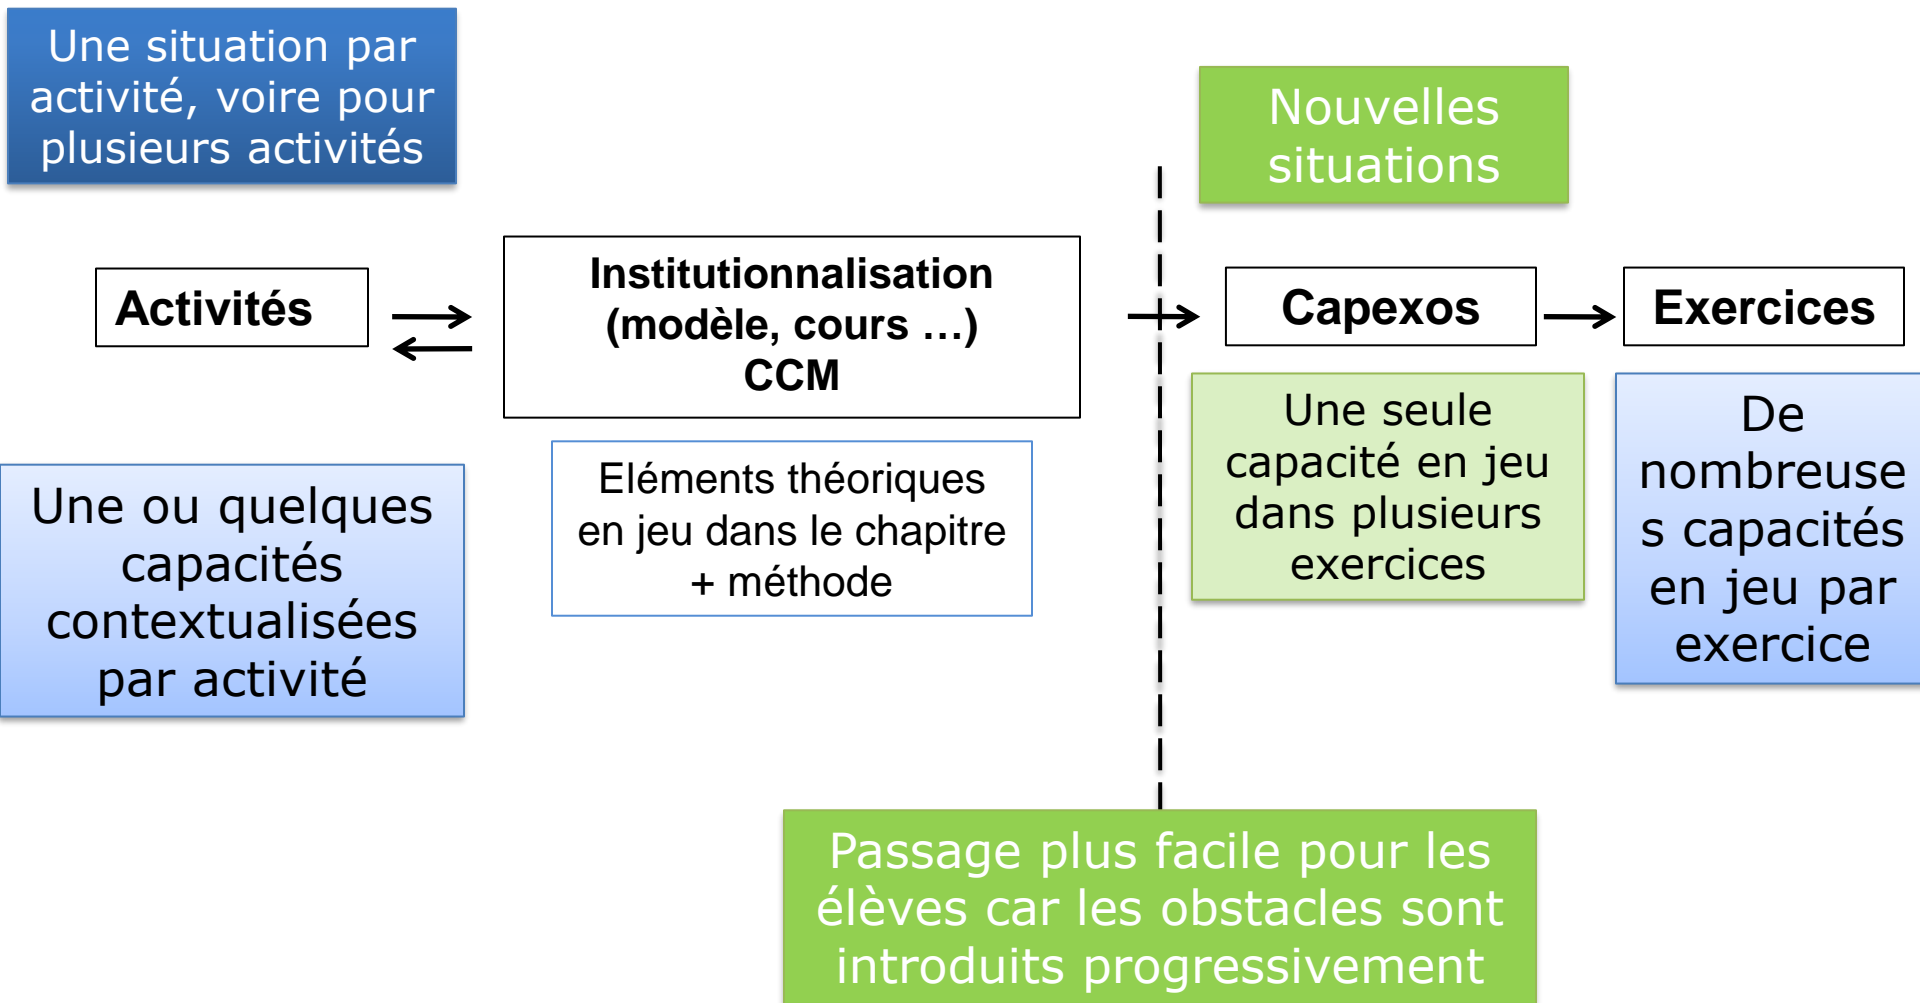 Une situation par
activité, voire pour
plusieurs activités
Nouvelles
situations
Activités
Institutionnalisation
(modèle, cours …)
CCM
Capexos
Exercices
Une ou quelques
capacités
contextualisées
par activité
Eléments théoriques
en jeu dans le chapitre
+ méthode
Une seule
capacité en jeu
dans plusieurs
exercices
De
nombreuse
s capacités
en jeu par
exercice
Passage plus facile pour les
élèves car les obstacles sont
introduits progressivement